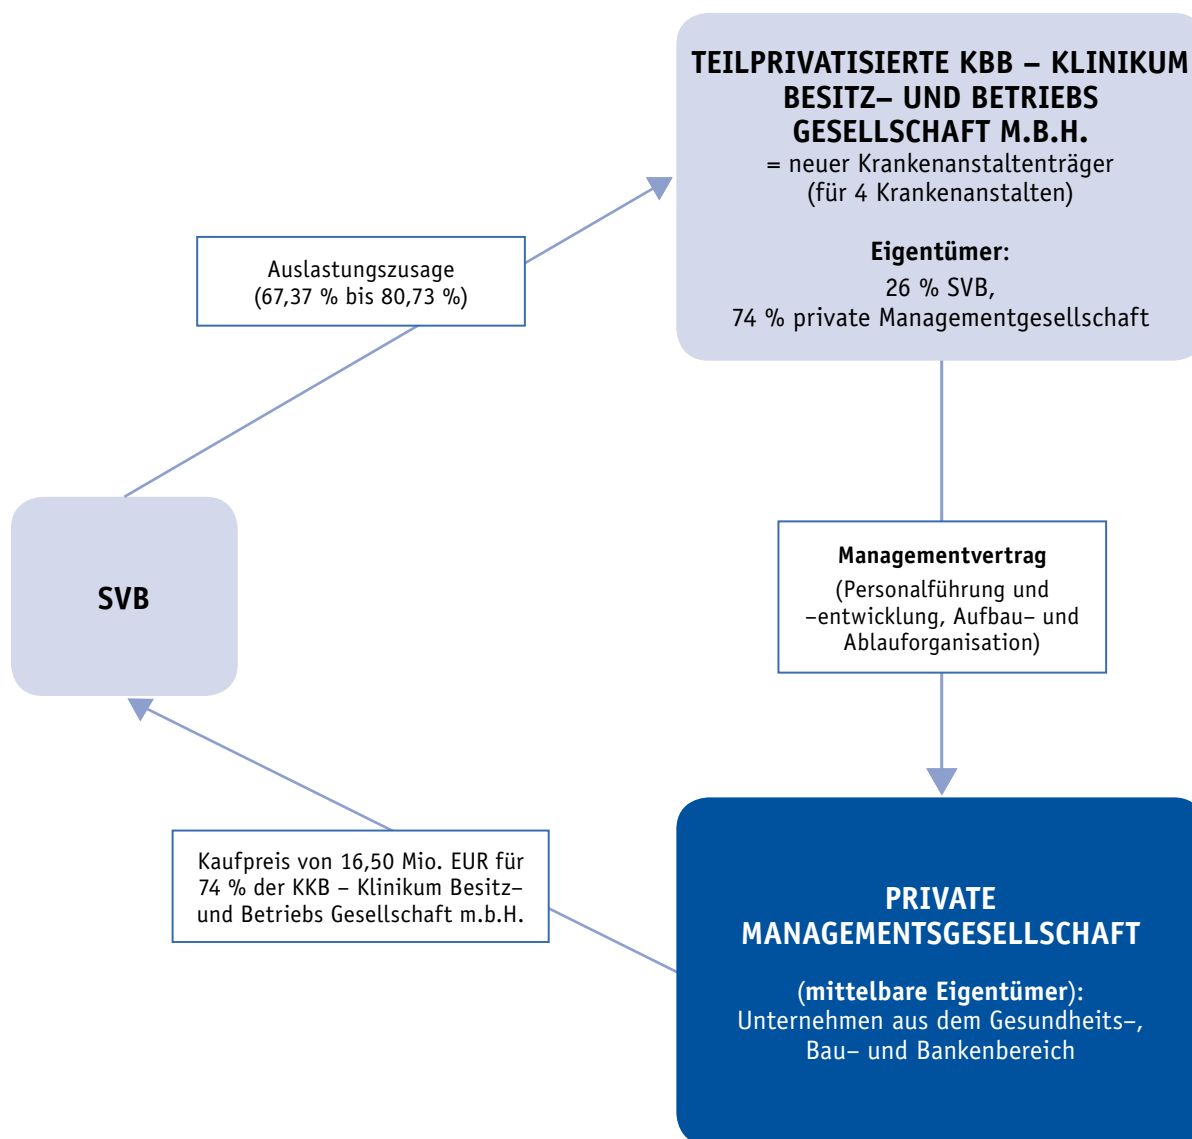 TEILPRIVATISIERTE KBB – KLINIKUM
BESITZ– UND BETRIEBS
GESELLSCHAFT M.B.H.
= neuer Krankenanstaltenträger
(für 4 Krankenanstalten)
Eigentümer:
26 % SVB,
74 % private Managementgesellschaft
Auslastungszusage
(67,37 % bis 80,73 %)
SVB
Managementvertrag
(Personalführung und
–entwicklung, Aufbau– und
Ablauforganisation)
Kaufpreis von 16,50 Mio. EUR für
74 % der KKB – Klinikum Besitz–
und Betriebs Gesellschaft m.b.H.
PRIVATE
MANAGEMENTSGESELLSCHAFT
(mittelbare Eigentümer):
Unternehmen aus dem Gesundheits–,
Bau– und Bankenbereich